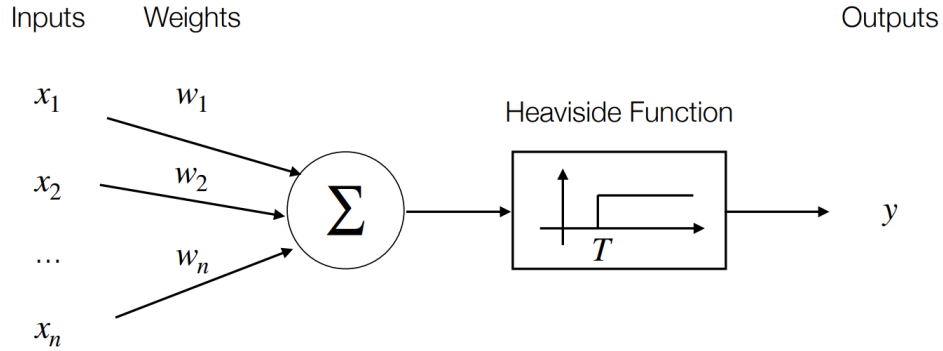 Inputs Weights Outputs
x₁ w₁
Heaviside Function
x₂ w₂
Σ
y
T
... wₙ
xₙ